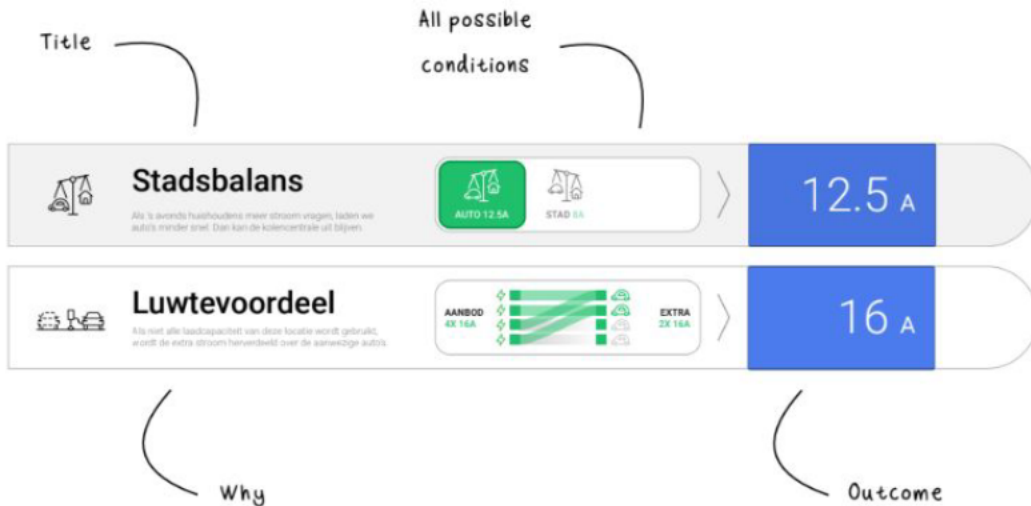 Title
All possible
conditions
Stadsbalans
Als 's avonds huishoudens meer stroom vragen, laden we
auto's minder snel. Dan kan de kolencentrale uit blijven.
AUTO 12.5A
STAD 8A
12.5 A
Luwtevoordeel
Als niet alle laadcapaciteit van deze locatie wordt gebruikt,
wordt de extra stroom herverdeeld over de aanwezige auto's.
AANBOD
4X 16A
EXTRA
2X 16A
16 A
Why
Outcome